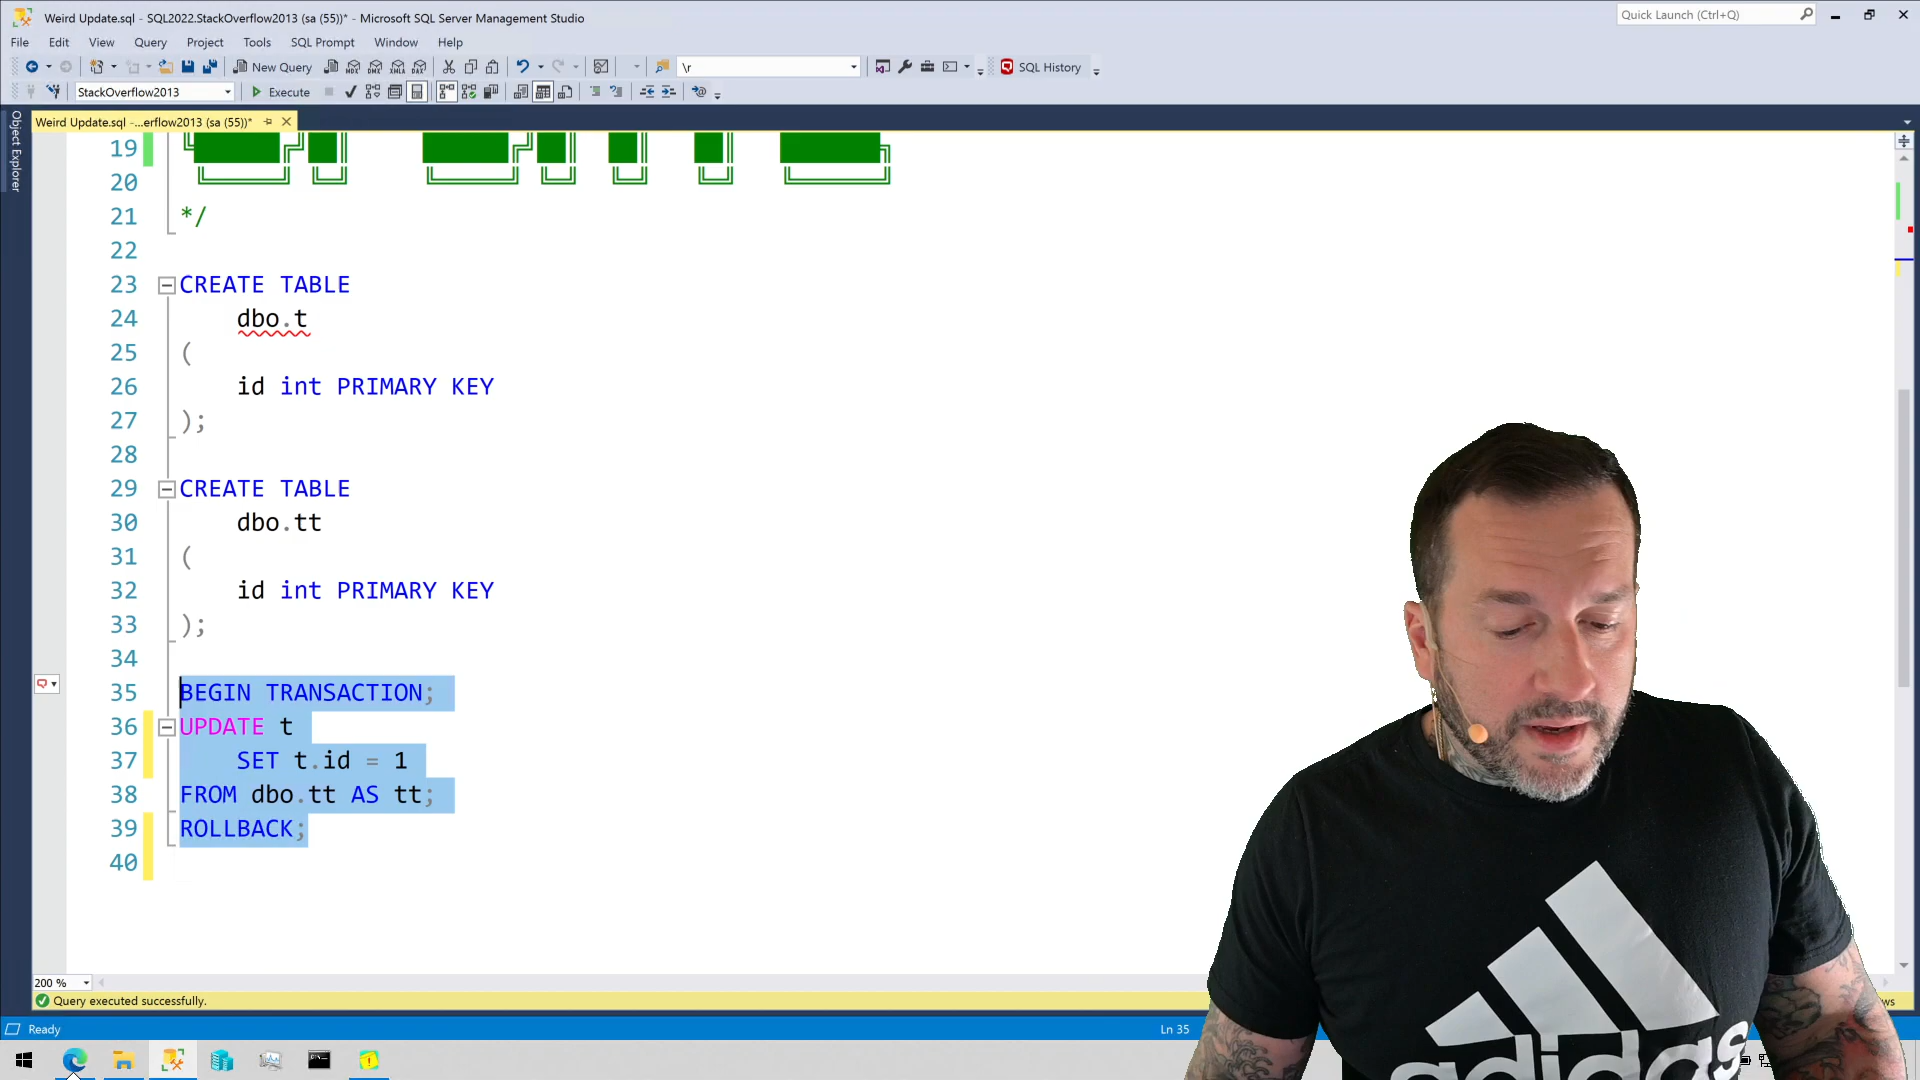 Weird Update.sql - SQL2022.StackOverflow2013 (sa (55))* - Microsoft SQL Server Management Studio
Quick Launch (Ctrl+Q)
File Edit View Query Project Tools SQL Prompt Window Help
New Query
MDX DMX XMLA DAX
\r
SQL History
StackOverflow2013
Execute
Weird Update.sql -...erflow2013 (sa (55))*
Object Explorer
19
20
21 */
22
23 CREATE TABLE
24 dbo.t
25 (
26 id int PRIMARY KEY
27 );
28
29 CREATE TABLE
30 dbo.tt
31 (
32 id int PRIMARY KEY
33 );
34
35 BEGIN TRANSACTION;
36 UPDATE t
37 SET t.id = 1
38 FROM dbo.tt AS tt;
39 ROLLBACK;
40
200 %
Query executed successfully.
Ready
Ln 35
adidas